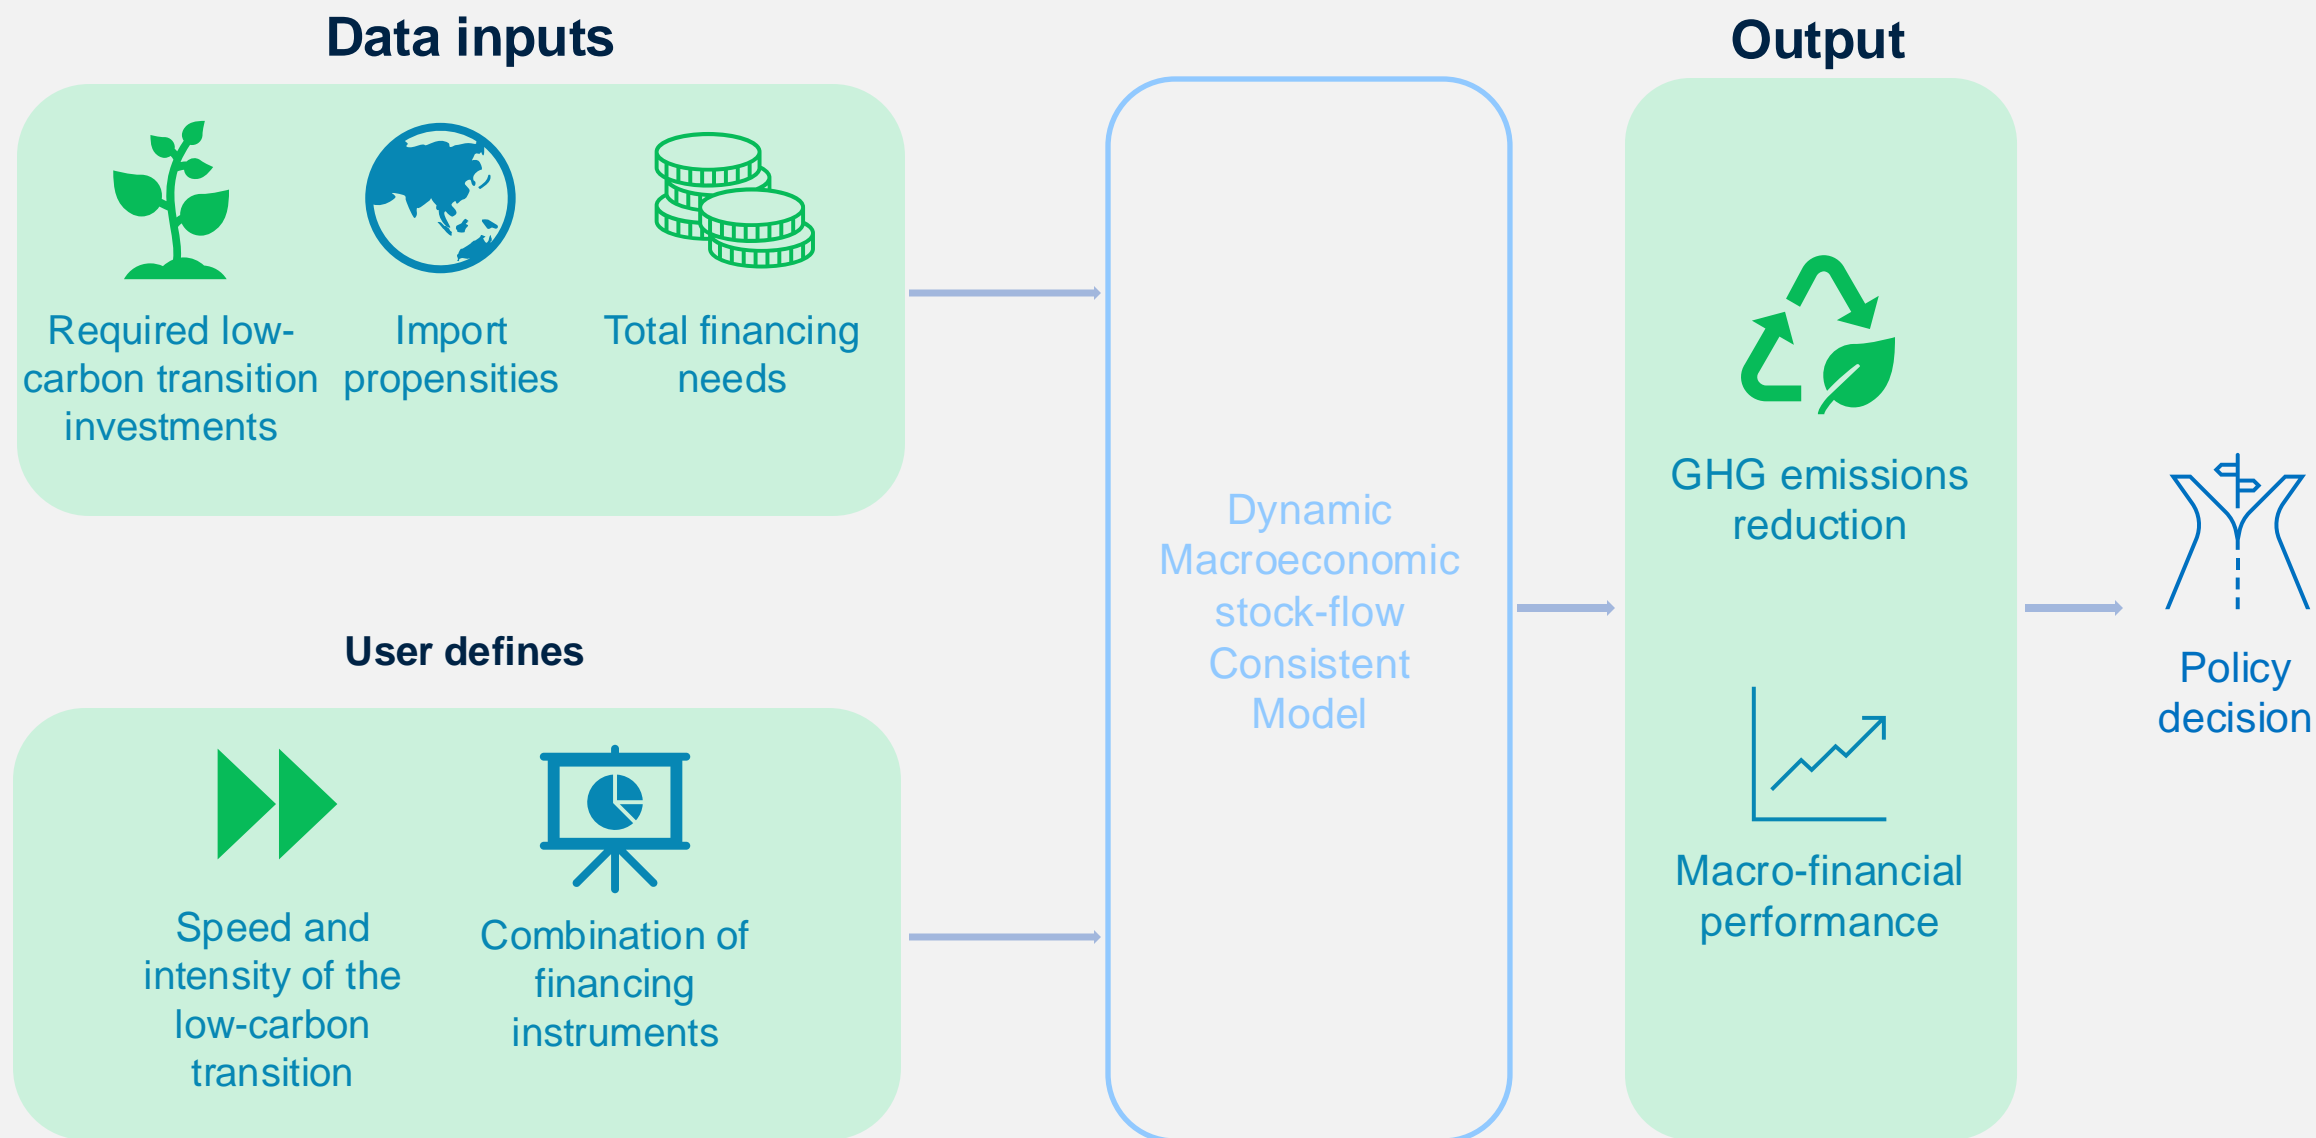 Data inputs
Required low-
carbon transition
investments
Import
propensities
Total financing
needs
User defines
Speed and
intensity of the
low-carbon
transition
Combination of
financing
instruments
Dynamic
Macroeconomic
stock-flow
Consistent
Model
Output
GHG emissions
reduction
Macro-financial
performance
Policy
decision